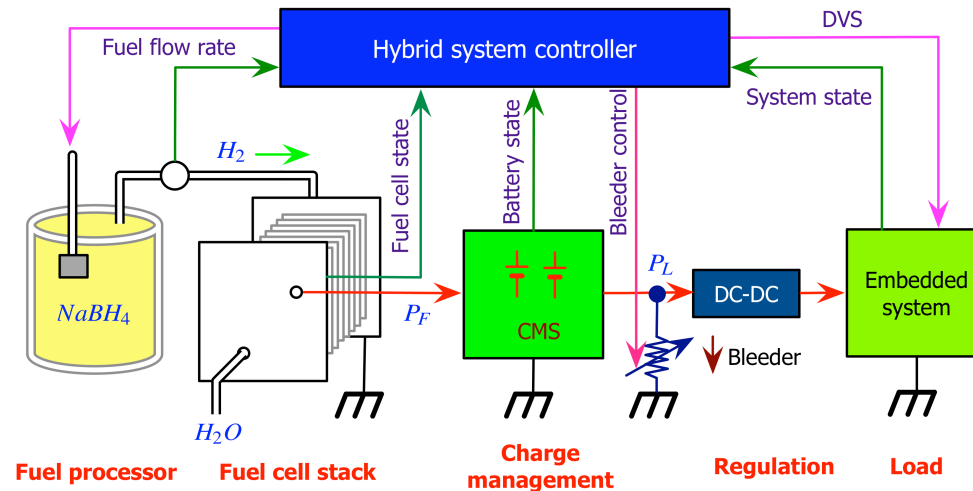 DVS
Fuel flow rate
Hybrid system controller
System state
H2
Fuel cell state
Battery state
Bleeder control
NaBH4
PF
CMS
PL
DC-DC
Embedded
system
Bleeder
H2O
Fuel processor
Fuel cell stack
Charge
management
Regulation
Load